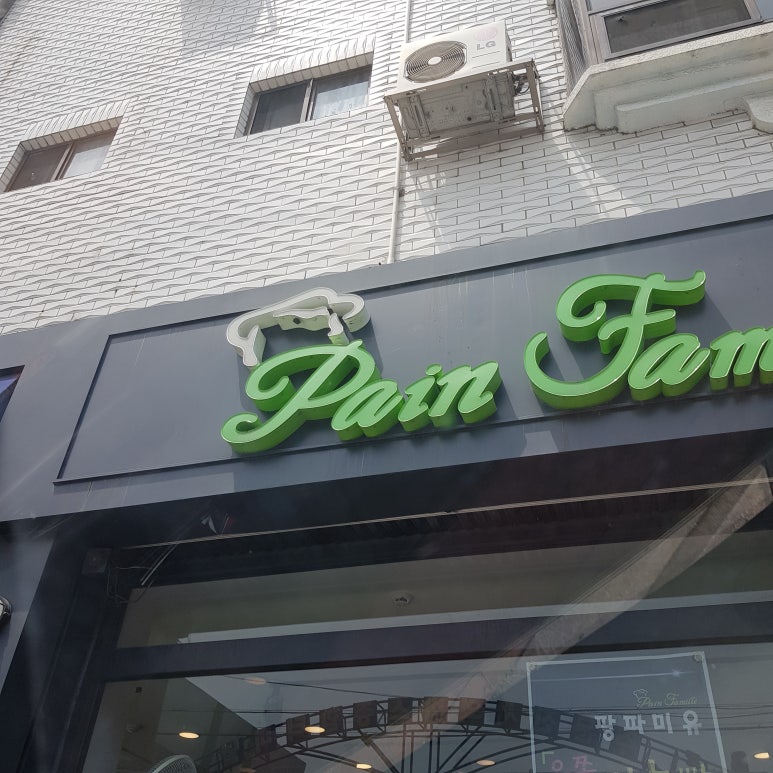 LG
Pain Fam
Pain Famille
팡파미유